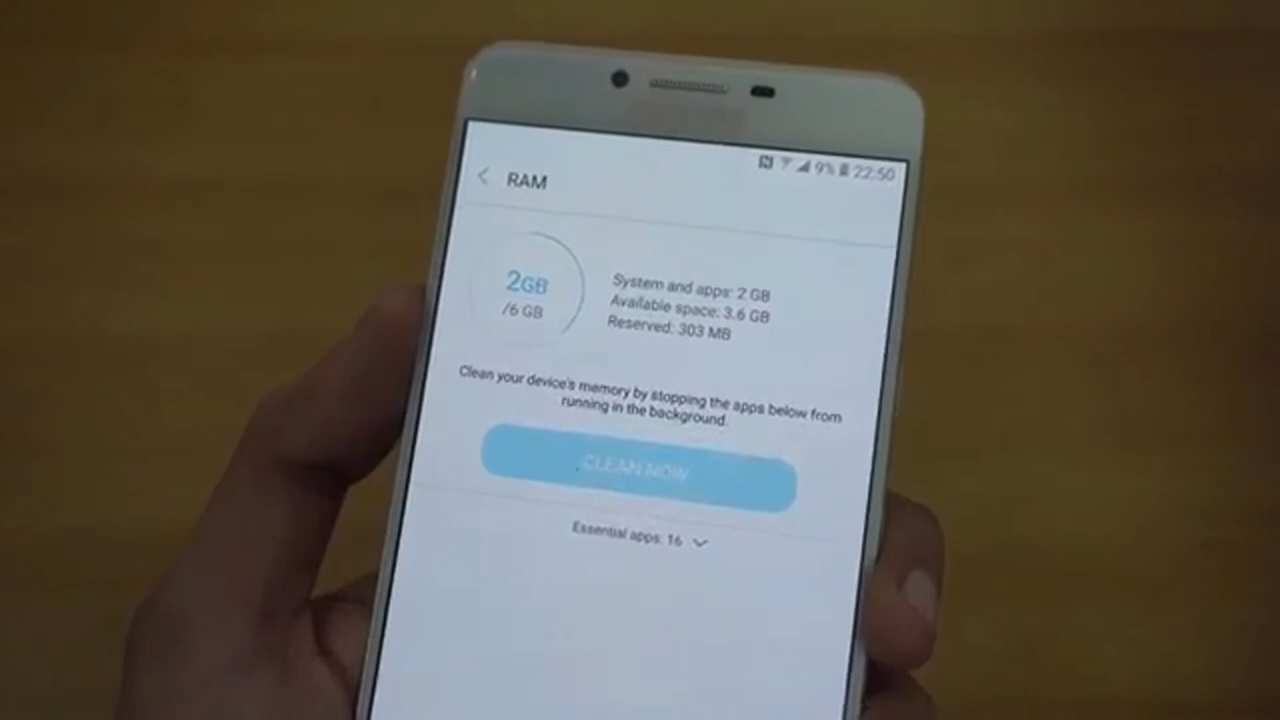 9% 22:50
RAM
2GB
/6 GB
System and apps: 2 GB
Available space: 3.6 GB
Reserved: 303 MB
Clean your device's memory by stopping the apps below from
running in the background.
CLEAN NOW
Essential apps: 16